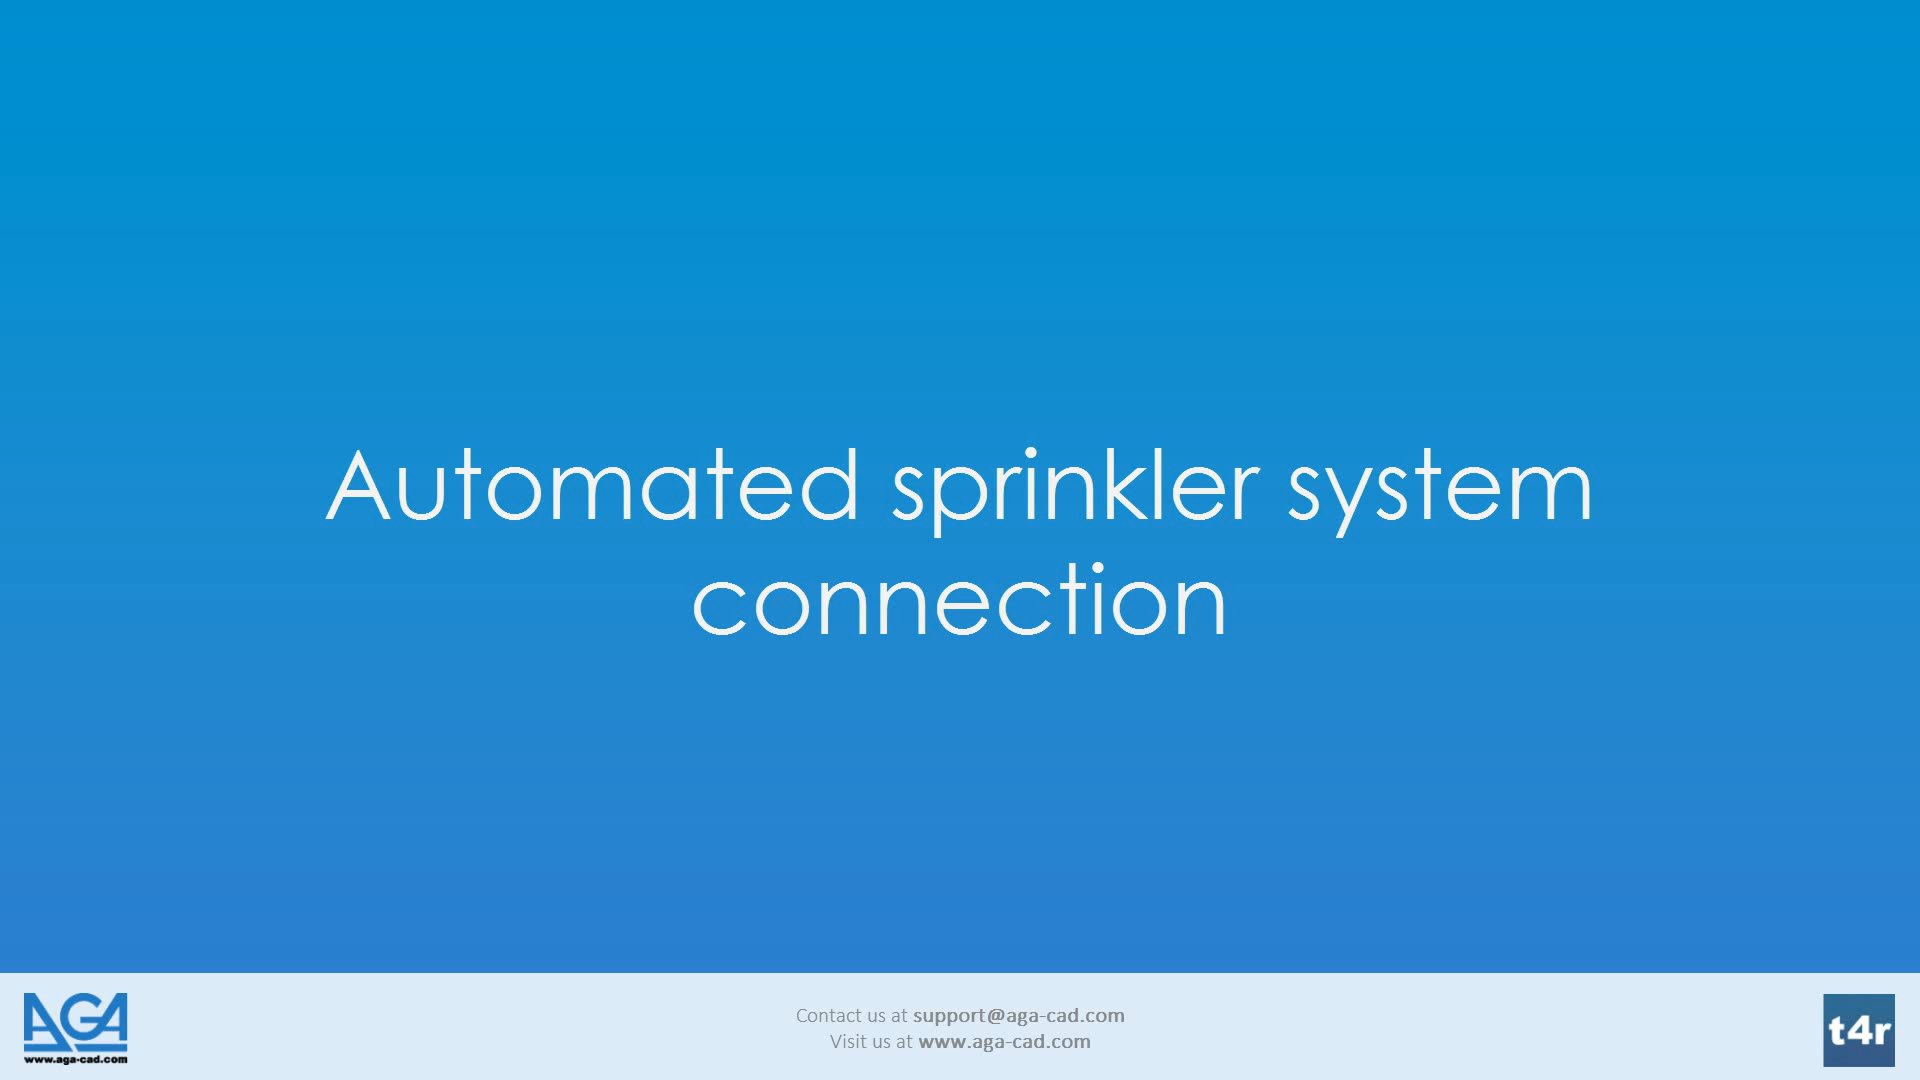 Automated sprinkler system
connection
AGA
www.aga-cad.com
Contact us at support@aga-cad.com
Visit us at www.aga-cad.com
t4r